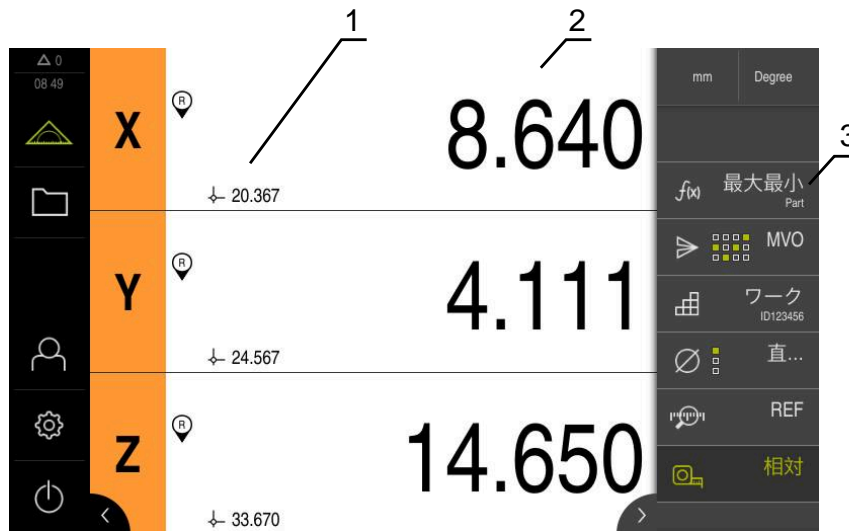 1
2
3
0
08 49
X
R
8.640
20.367
Y
R
4.111
24.567
Z
R
14.650
33.670
mm
Degree
f(x)
最大最小
Part
MVO
ワーク
ID123456
直...
REF
相対